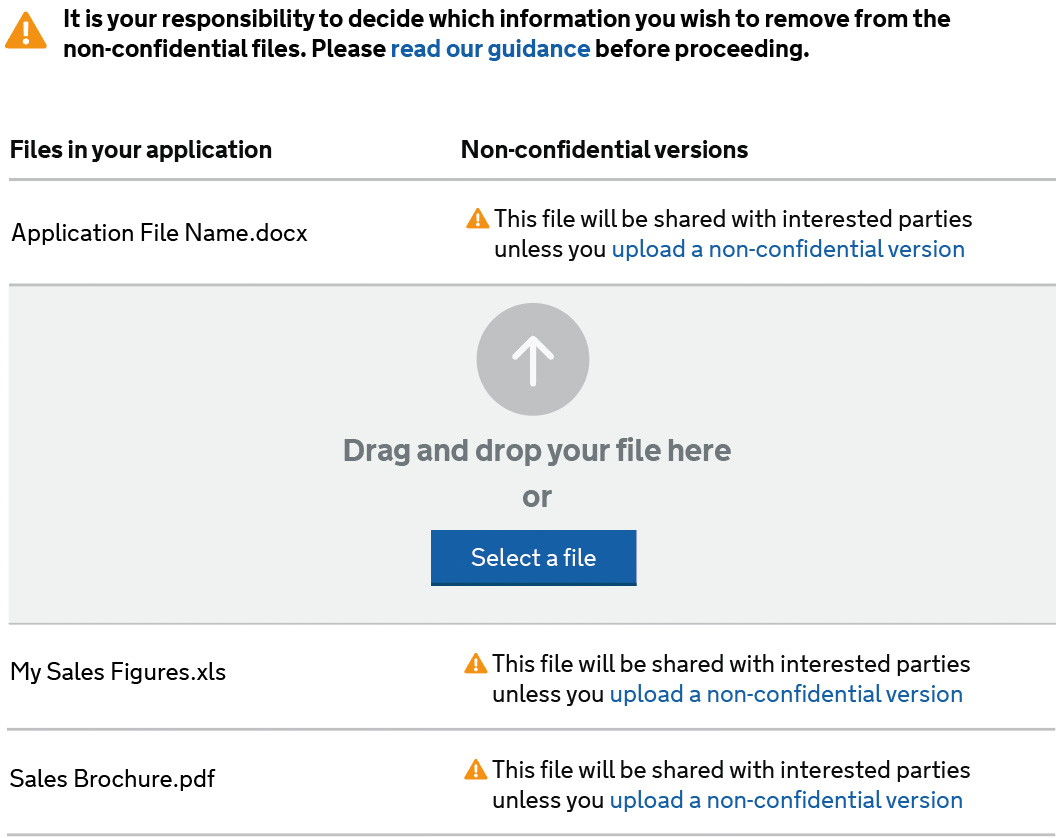 It is your responsibility to decide which information you wish to remove from the
non-confidential files. Please read our guidance before proceeding.
Files in your application
Non-confidential versions
Application File Name.docx
This file will be shared with interested parties
unless you upload a non-confidential version
Drag and drop your file here
or
Select a file
My Sales Figures.xls
This file will be shared with interested parties
unless you upload a non-confidential version
Sales Brochure.pdf
This file will be shared with interested parties
unless you upload a non-confidential version